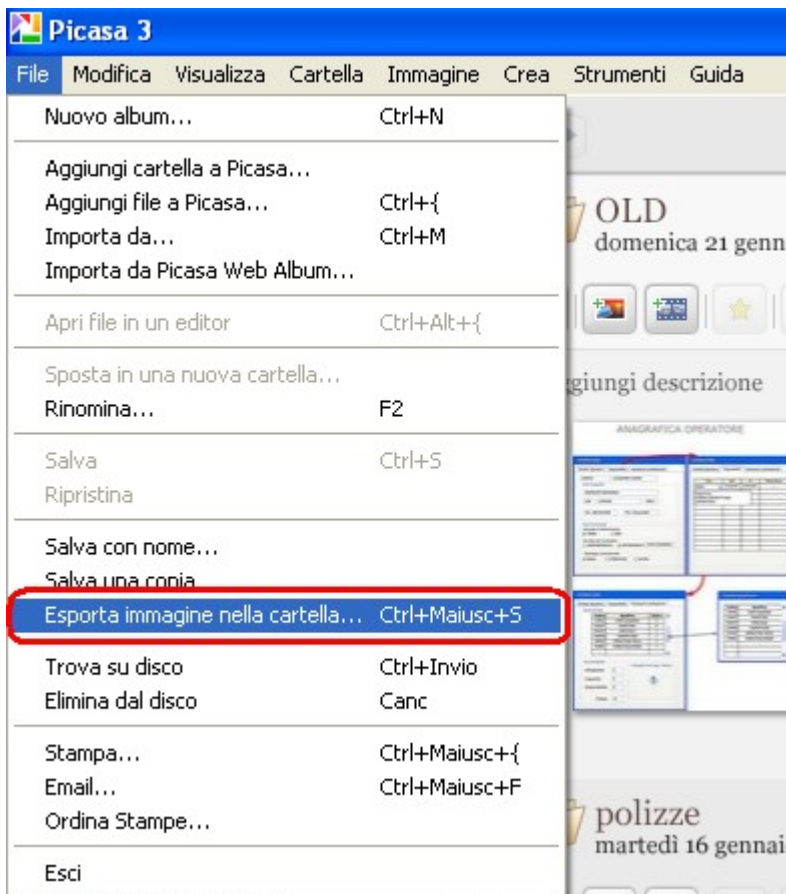 Picasa 3
File Modifica Visualizza Cartella Immagine Crea Strumenti Guida
Nuovo album... Ctrl+N
Aggiungi cartella a Picasa...
Aggiungi file a Picasa... Ctrl+{
Importa da... Ctrl+M
Importa da Picasa Web Album...
Apri file in un editor Ctrl+Alt+{
Sposta in una nuova cartella...
Rinomina... F2
Salva Ctrl+S
Ripristina
Salva con nome...
Salva una copia
Esporta immagine nella cartella... Ctrl+Maiusc+S
Trova su disco Ctrl+Invio
Elimina dal disco Canc
Stampa... Ctrl+Maiusc+{
Email... Ctrl+Maiusc+F
Ordina Stampe...
Esci
OLD
domenica 21 genn
giungi descrizione
ANAGRAFICA OPERATORE
polizze
martedì 16 gennai